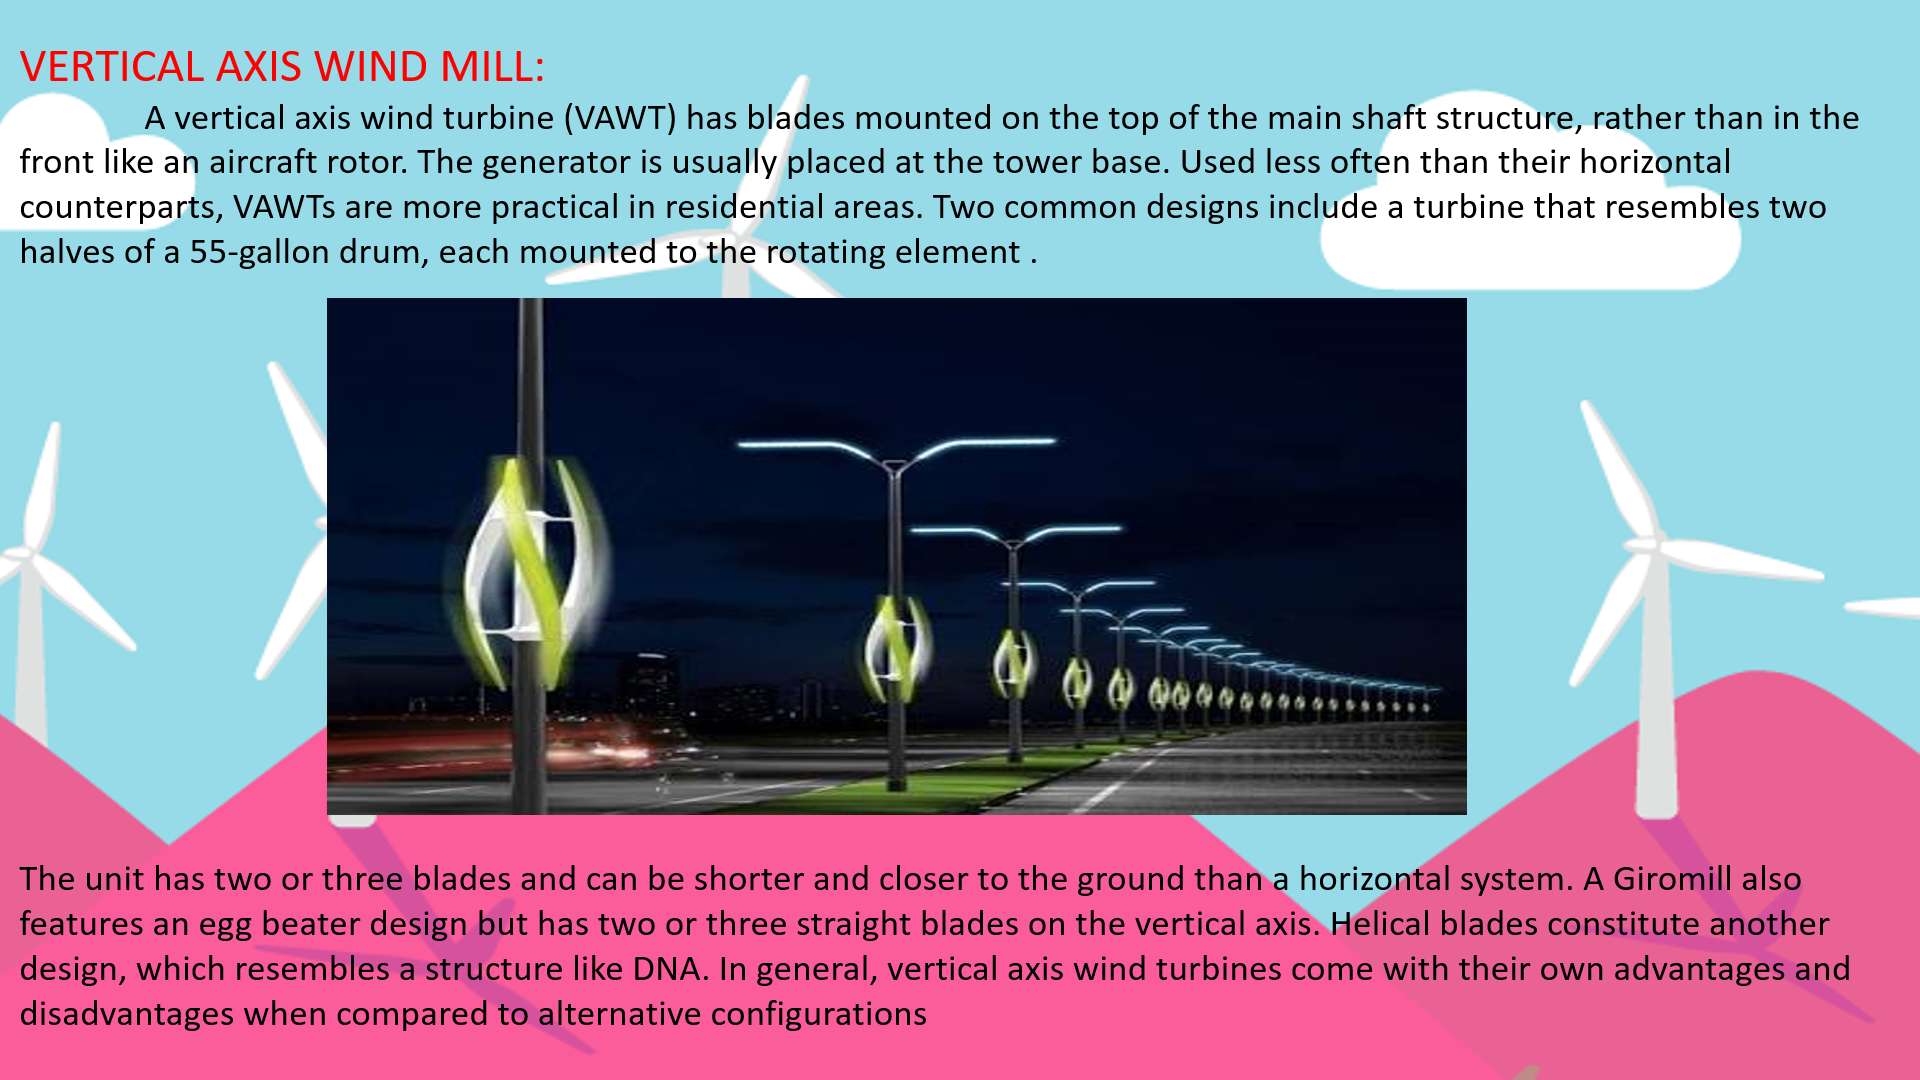 VERTICAL AXIS WIND MILL:
A vertical axis wind turbine (VAWT) has blades mounted on the top of the main shaft structure, rather than in the
front like an aircraft rotor. The generator is usually placed at the tower base. Used less often than their horizontal
counterparts, VAWTs are more practical in residential areas. Two common designs include a turbine that resembles two
halves of a 55-gallon drum, each mounted to the rotating element .
The unit has two or three blades and can be shorter and closer to the ground than a horizontal system. A Giromill also
features an egg beater design but has two or three straight blades on the vertical axis. Helical blades constitute another
design, which resembles a structure like DNA. In general, vertical axis wind turbines come with their own advantages and
disadvantages when compared to alternative configurations